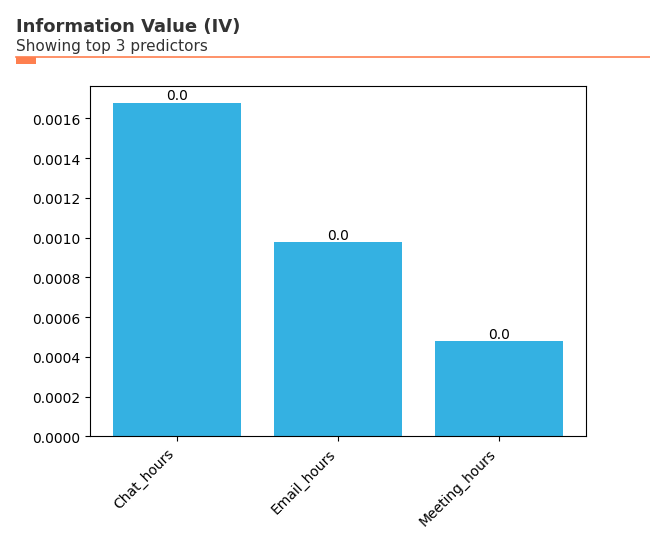 Information Value (IV)
Showing top 3 predictors
0.0
0.0016
0.0014
0.0012
0.0
0.0010
0.0008
0.0006
0.0
0.0004
0.0002
0.0000
Chat_hours
Email_hours
Meeting_hours